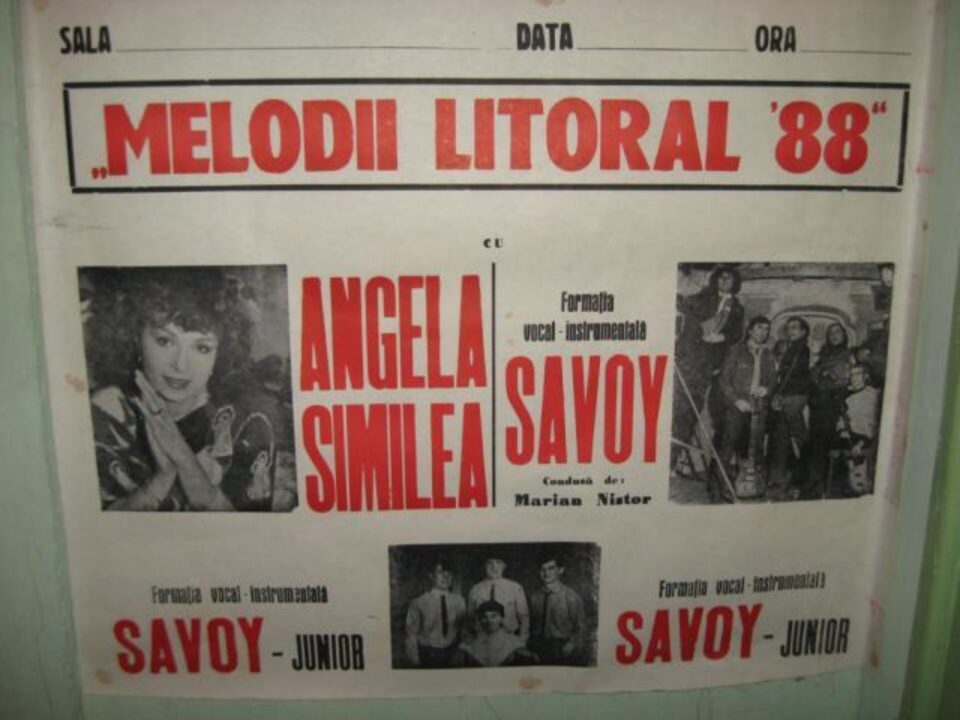 SALA DATA ORA
„MELODII LITORAL '88“
CU
ANGELA
SIMILEA
Formația
vocal - instrumentală
SAVOY
Condusă de:
Marian Nistor
Formația vocal - instrumentală
SAVOY - JUNIOR
Formația vocal - instrumentală
SAVOY - JUNIOR